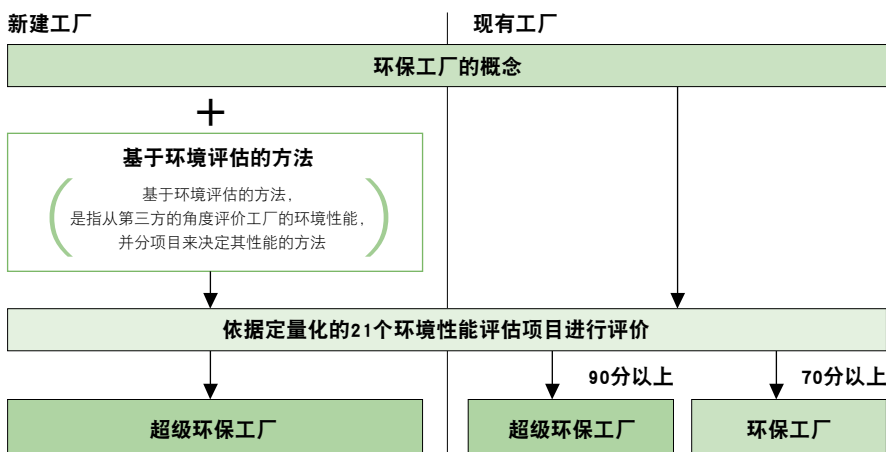 新建工厂
现有工厂
环保工厂的概念
+
基于环境评估的方法
基于环境评估的方法,
是指从第三方的角度评价工厂的环境性能,
并分项目来决定其性能的方法
依据定量化的21个环境性能评估项目进行评价
90分以上
70分以上
超级环保工厂
超级环保工厂
环保工厂